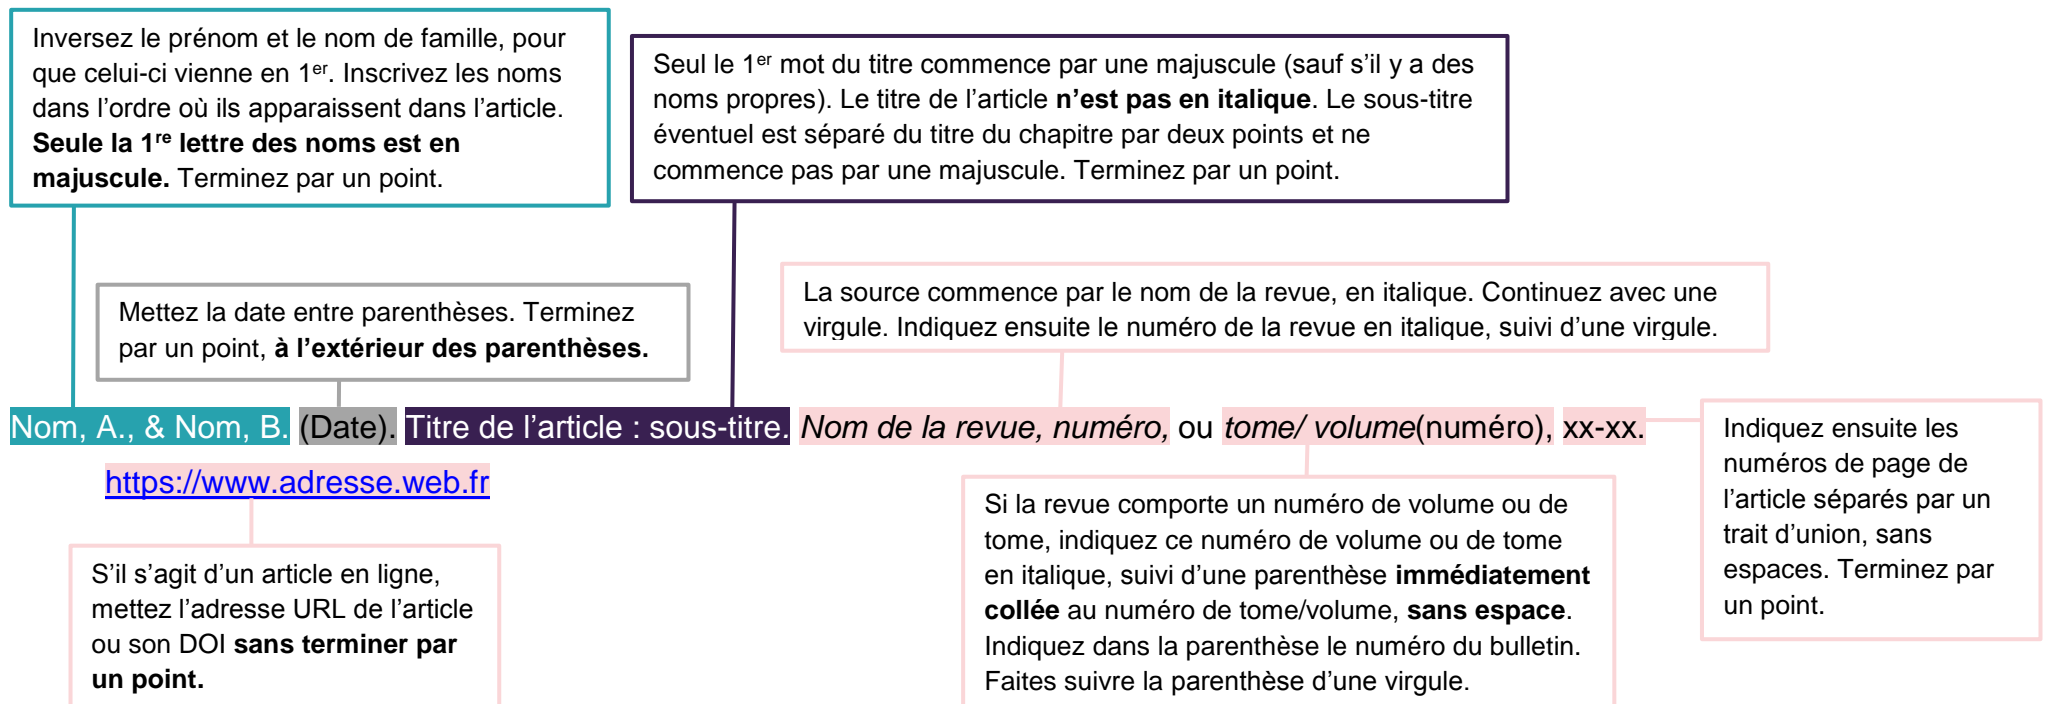 Inversez le prénom et le nom de famille, pour
que celui-ci vienne en 1er. Inscrivez les noms
dans l’ordre où ils apparaissent dans l’article.
Seule la 1re lettre des noms est en
majuscule. Terminez par un point.
Seul le 1er mot du titre commence par une majuscule (sauf s’il y a des
noms propres). Le titre de l’article n’est pas en italique. Le sous-titre
éventuel est séparé du titre du chapitre par deux points et ne
commence pas par une majuscule. Terminez par un point.
Mettez la date entre parenthèses. Terminez
par un point, à l’extérieur des parenthèses.
La source commence par le nom de la revue, en italique. Continuez avec une
virgule. Indiquez ensuite le numéro de la revue en italique, suivi d’une virgule.
Nom, A., & Nom, B. (Date). Titre de l’article : sous-titre. Nom de la revue, numéro, ou tome/ volume(numéro), xx-xx.
https://www.adresse.web.fr
Indiquez ensuite les
numéros de page de
l’article séparés par un
trait d’union, sans
espaces. Terminez par
un point.
S’il s’agit d’un article en ligne,
mettez l’adresse URL de l’article
ou son DOI sans terminer par
un point.
Si la revue comporte un numéro de volume ou de
tome, indiquez ce numéro de volume ou de tome
en italique, suivi d’une parenthèse immédiatement
collée au numéro de tome/volume, sans espace.
Indiquez dans la parenthèse le numéro du bulletin.
Faites suivre la parenthèse d’une virgule.